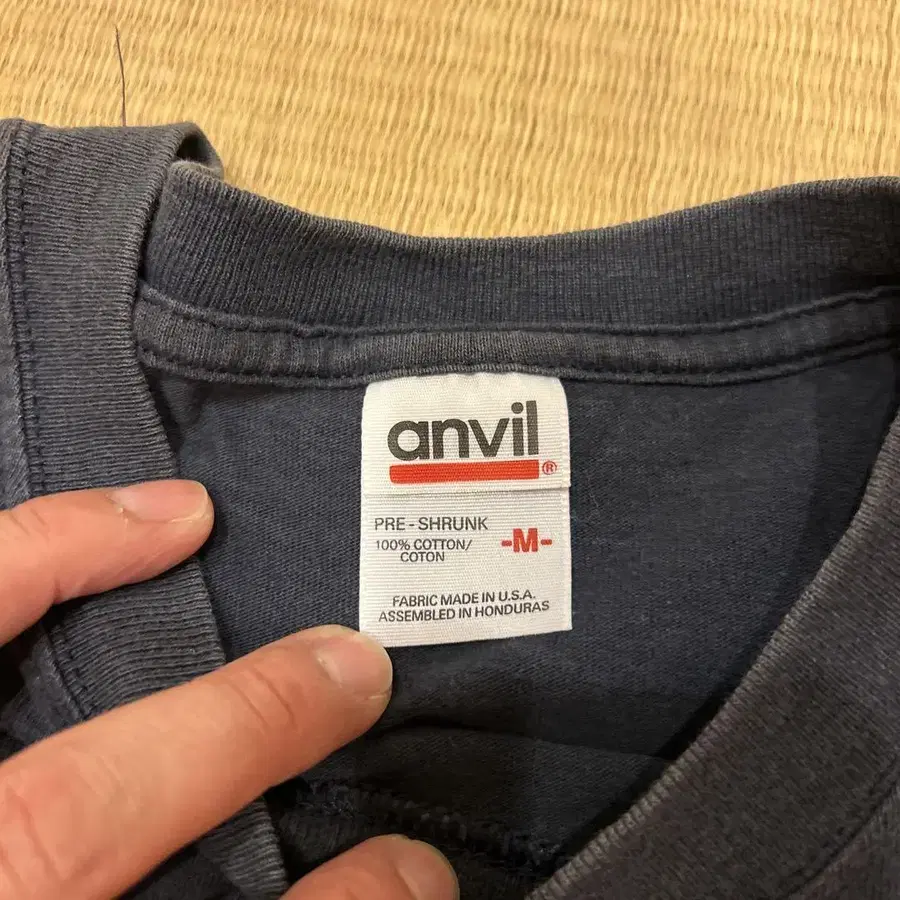 anvil®
PRE-SHRUNK
100% COTTON/
COTON
-M-
FABRIC MADE IN U.S.A.
ASSEMBLED IN HONDURAS